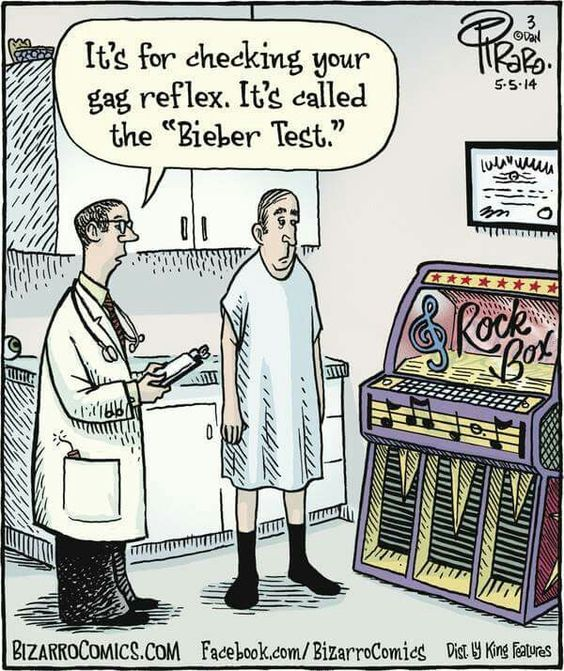 It's for checking your
gag reflex. It's called
the “Bieber Test.”
3
©DAN
PIRARO.
5-5-14
Rock
Box
BIZARROCOMICS.COM Facebook.com/BizarroComics Dist. by King Features